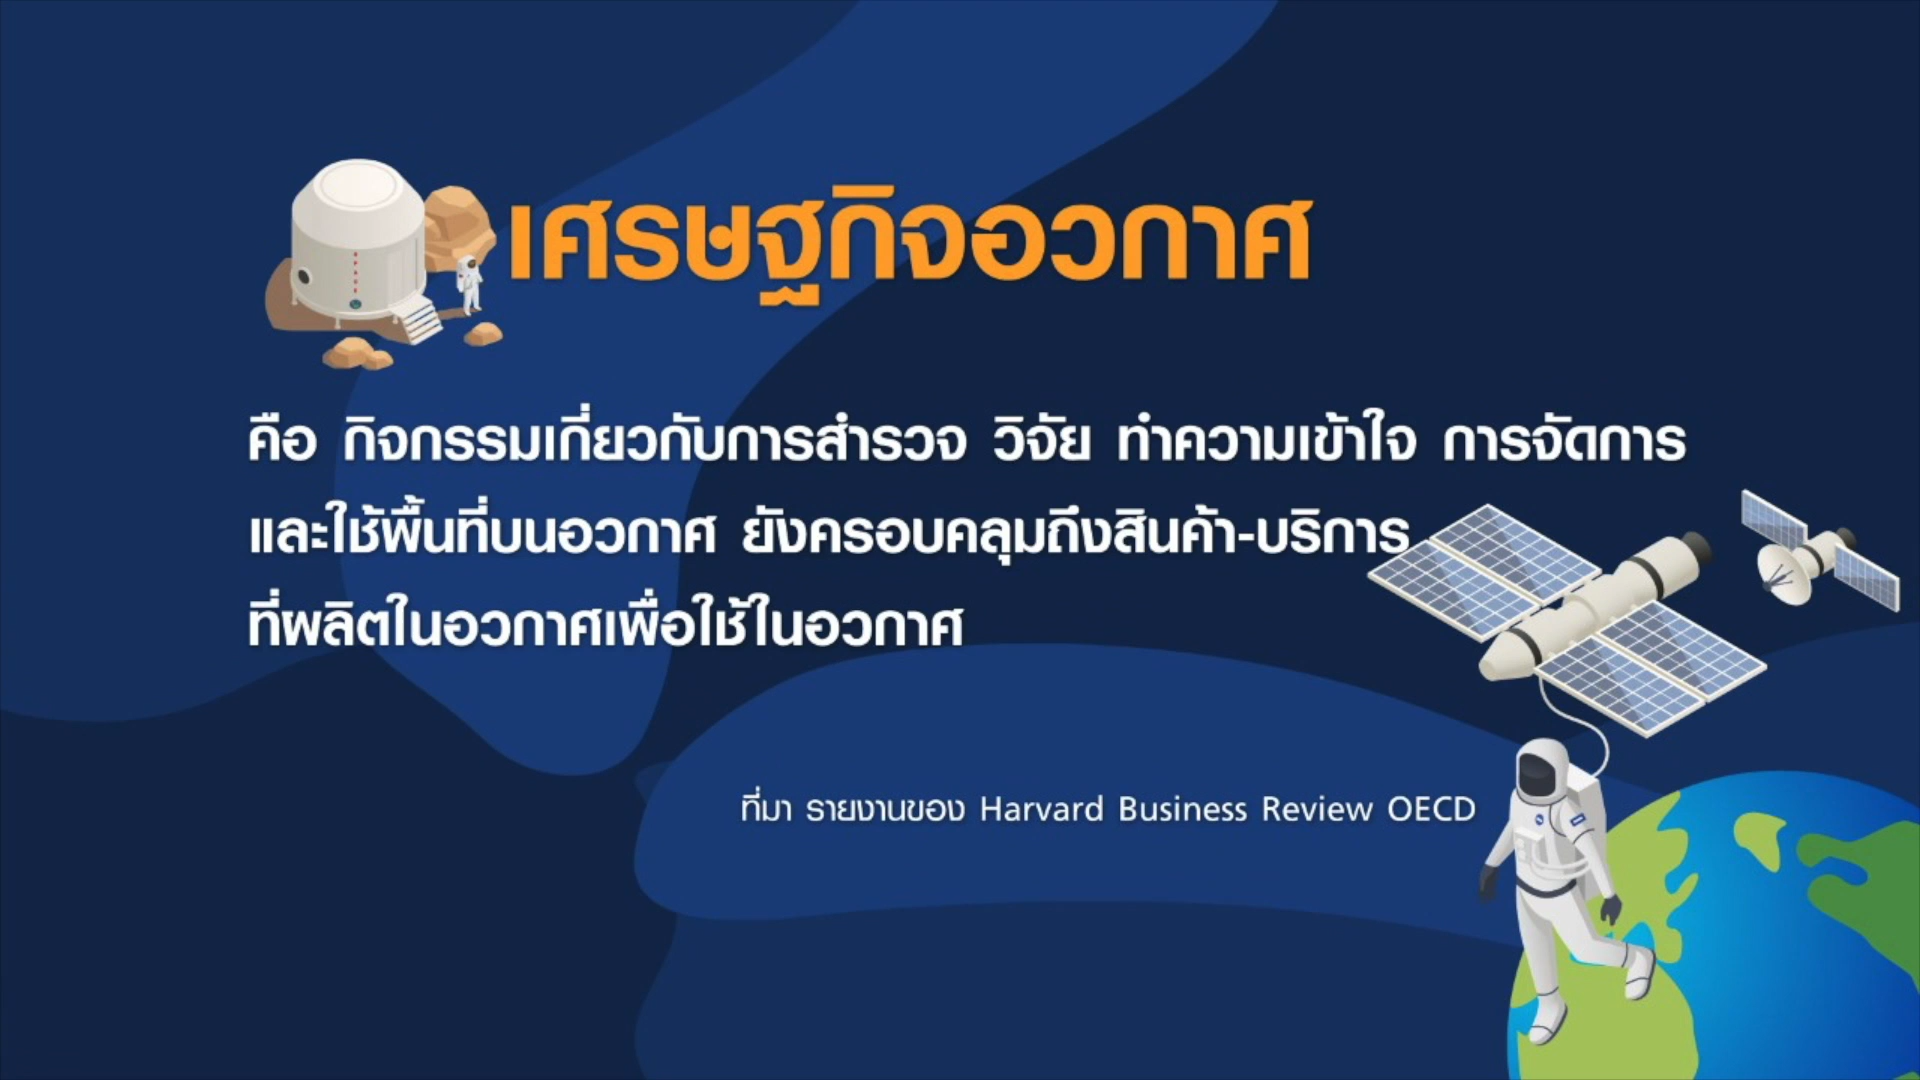 เศรษฐกิจอวกาศ
คือ กิจกรรมเกี่ยวกับการสำรวจ วิจัย ทำความเข้าใจ การจัดการ
และใช้พื้นที่บนอวกาศ ยังครอบคลุมถึงสินค้า-บริการ
ที่ผลิตในอวกาศเพื่อใช้ในอวกาศ
ที่มา รายงานของ Harvard Business Review OECD